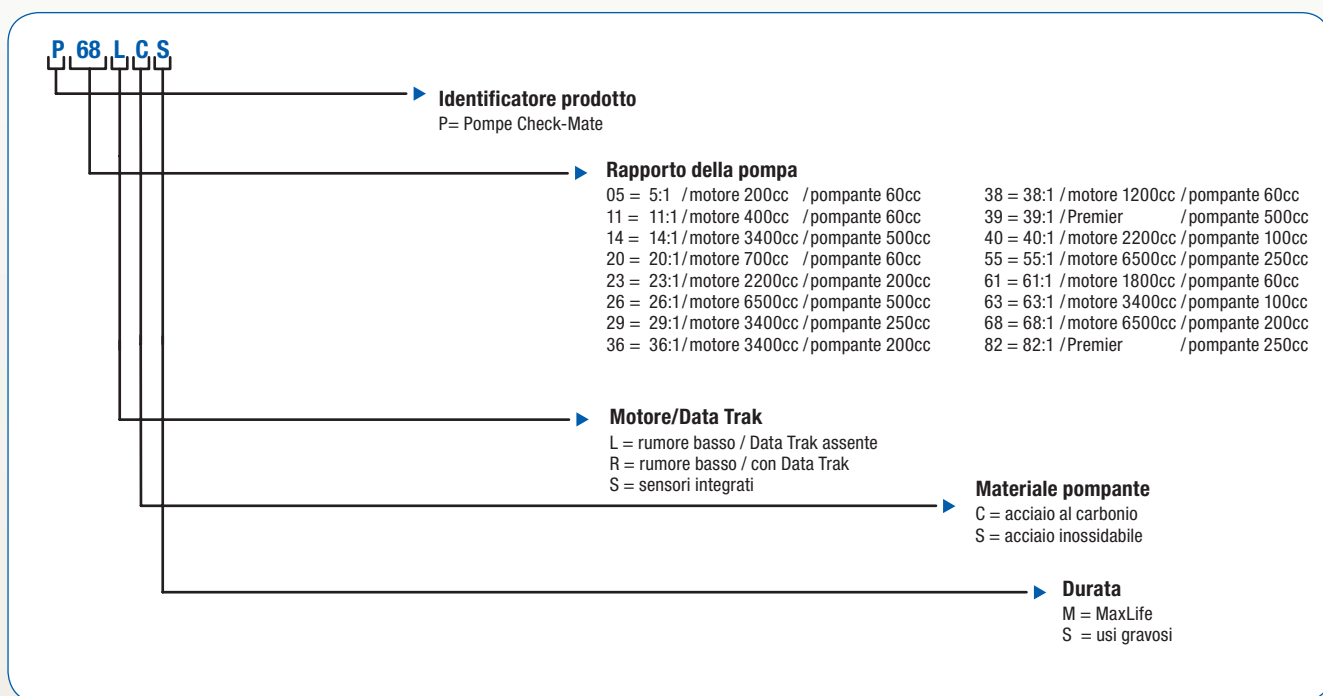 P 68 L C S
Identificatore prodotto
P= Pompe Check-Mate
Rapporto della pompa
05 = 5:1 /motore 200cc /pompante 60cc
11 = 11:1/motore 400cc /pompante 60cc
14 = 14:1/motore 3400cc /pompante 500cc
20 = 20:1/motore 700cc /pompante 60cc
23 = 23:1/motore 2200cc /pompante 200cc
26 = 26:1/motore 6500cc /pompante 500cc
29 = 29:1/motore 3400cc /pompante 250cc
36 = 36:1/motore 3400cc /pompante 200cc
38 = 38:1 /motore 1200cc /pompante 60cc
39 = 39:1 /Premier /pompante 500cc
40 = 40:1 /motore 2200cc /pompante 100cc
55 = 55:1 /motore 6500cc /pompante 250cc
61 = 61:1 /motore 1800cc /pompante 60cc
63 = 63:1 /motore 3400cc /pompante 100cc
68 = 68:1 /motore 6500cc /pompante 200cc
82 = 82:1 /Premier /pompante 250cc
Motore/Data Trak
L = rumore basso / Data Trak assente
R = rumore basso / con Data Trak
S = sensori integrati
Materiale pompante
C = acciaio al carbonio
S = acciaio inossidabile
Durata
M = MaxLife
S = usi gravosi